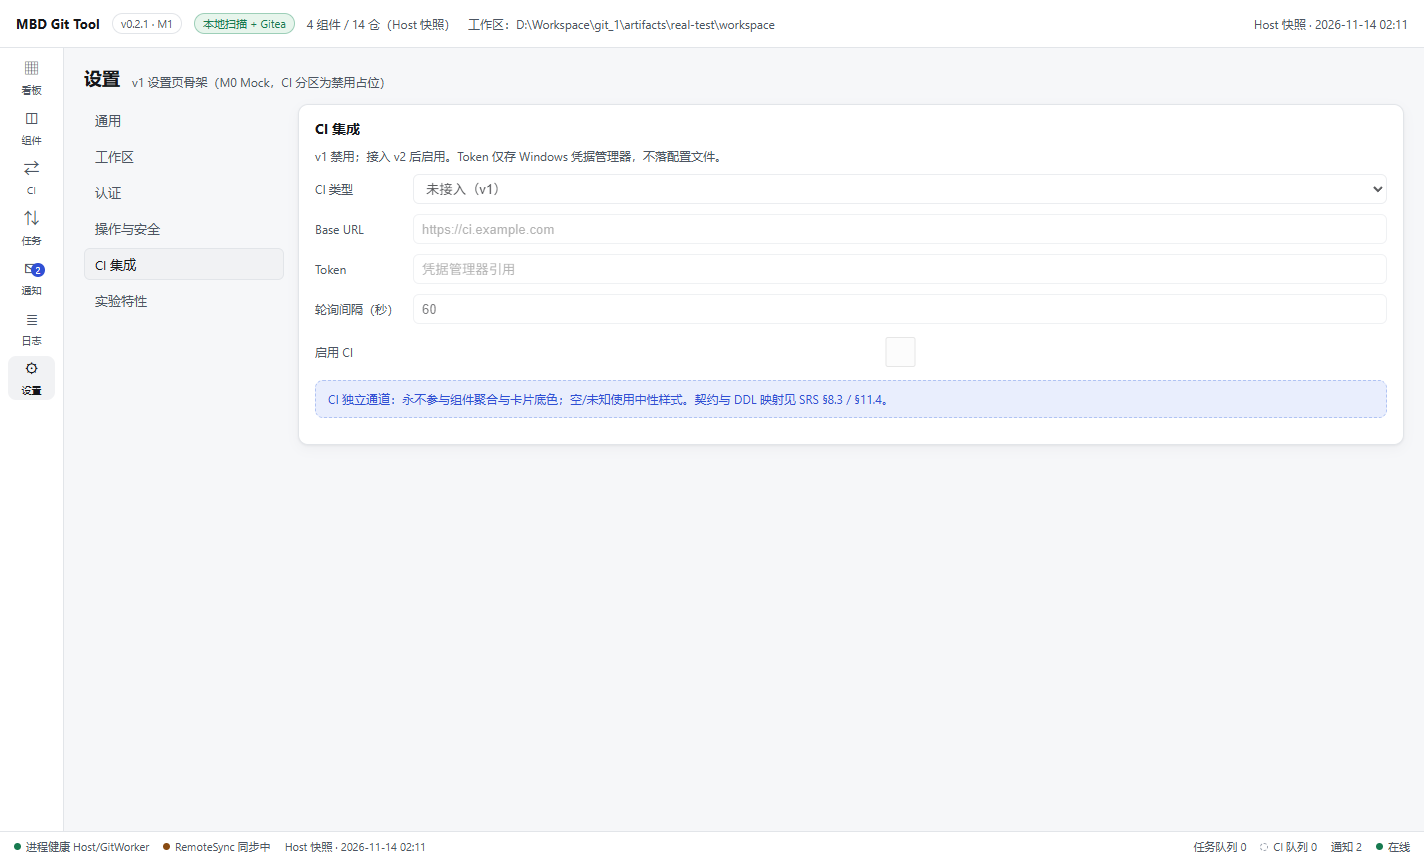 MBD Git Tool v0.2.1 · M1 本地扫描 + Gitea 4 组件 / 14 仓（Host 快照） 工作区：D:\Workspace\git_1\artifacts\real-test\workspace Host 快照 · 2026-11-14 02:11
看板
组件
CI
任务
2
通知
日志
设置
设置 v1 设置页骨架（M0 Mock，CI 分区为禁用占位）
通用
工作区
认证
操作与安全
CI 集成
实验特性
CI 集成
v1 禁用；接入 v2 后启用。Token 仅存 Windows 凭据管理器，不落配置文件。
CI 类型 未接入（v1）
Base URL https://ci.example.com
Token 凭据管理器引用
轮询间隔（秒） 60
启用 CI
CI 独立通道：永不参与组件聚合与卡片底色；空/未知使用中性样式。契约与 DDL 映射见 SRS §8.3 / §11.4。
进程健康 Host/GitWorker RemoteSync 同步中 Host 快照 · 2026-11-14 02:11 任务队列 0 CI 队列 0 通知 2 在线